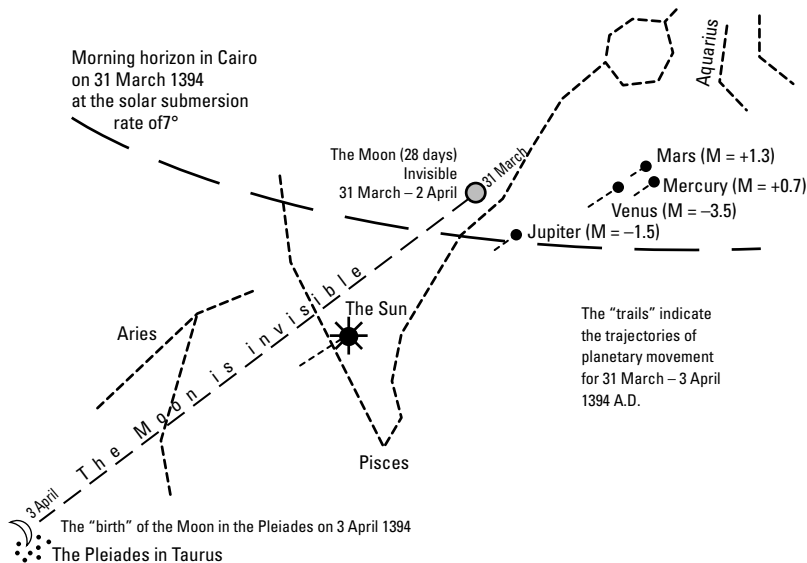 Morning horizon in Cairo
on 31 March 1394
at the solar submersion
rate of7°
Aquarius
The Moon (28 days)
Invisible
31 March – 2 April
31 March
Mars (M = +1.3)
Mercury (M = +0.7)
Venus (M = –3.5)
Jupiter (M = –1.5)
The Sun
Aries
The Moon is invisible
The “trails” indicate
the trajectories of
planetary movement
for 31 March – 3 April
1394 A.D.
Pisces
3 April
The “birth” of the Moon in the Pleiades on 3 April 1394
The Pleiades in Taurus